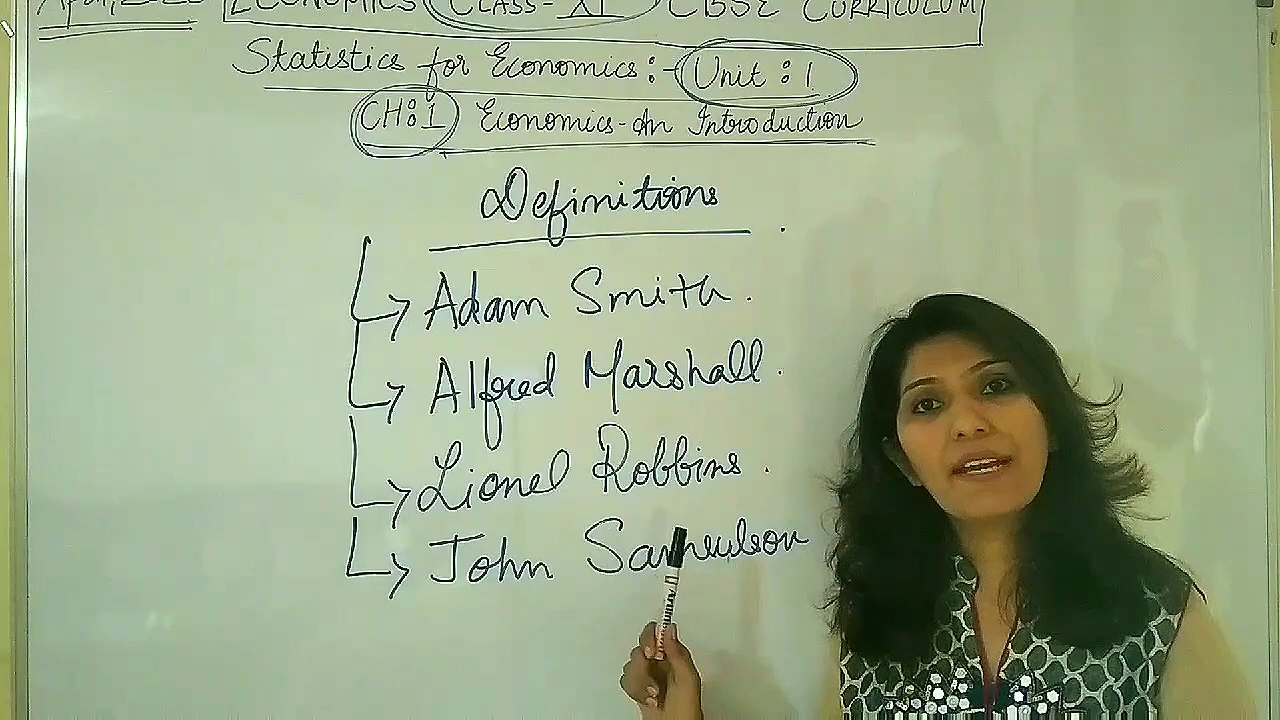 ECONOMICS CLASS-XI CBSE CURRICULUM
Statistics for Economics:- Unit:1
CH:1 Economics-An Introduction
Definitions
Adam Smith.
Alfred Marshall.
Lionel Robbins.
John